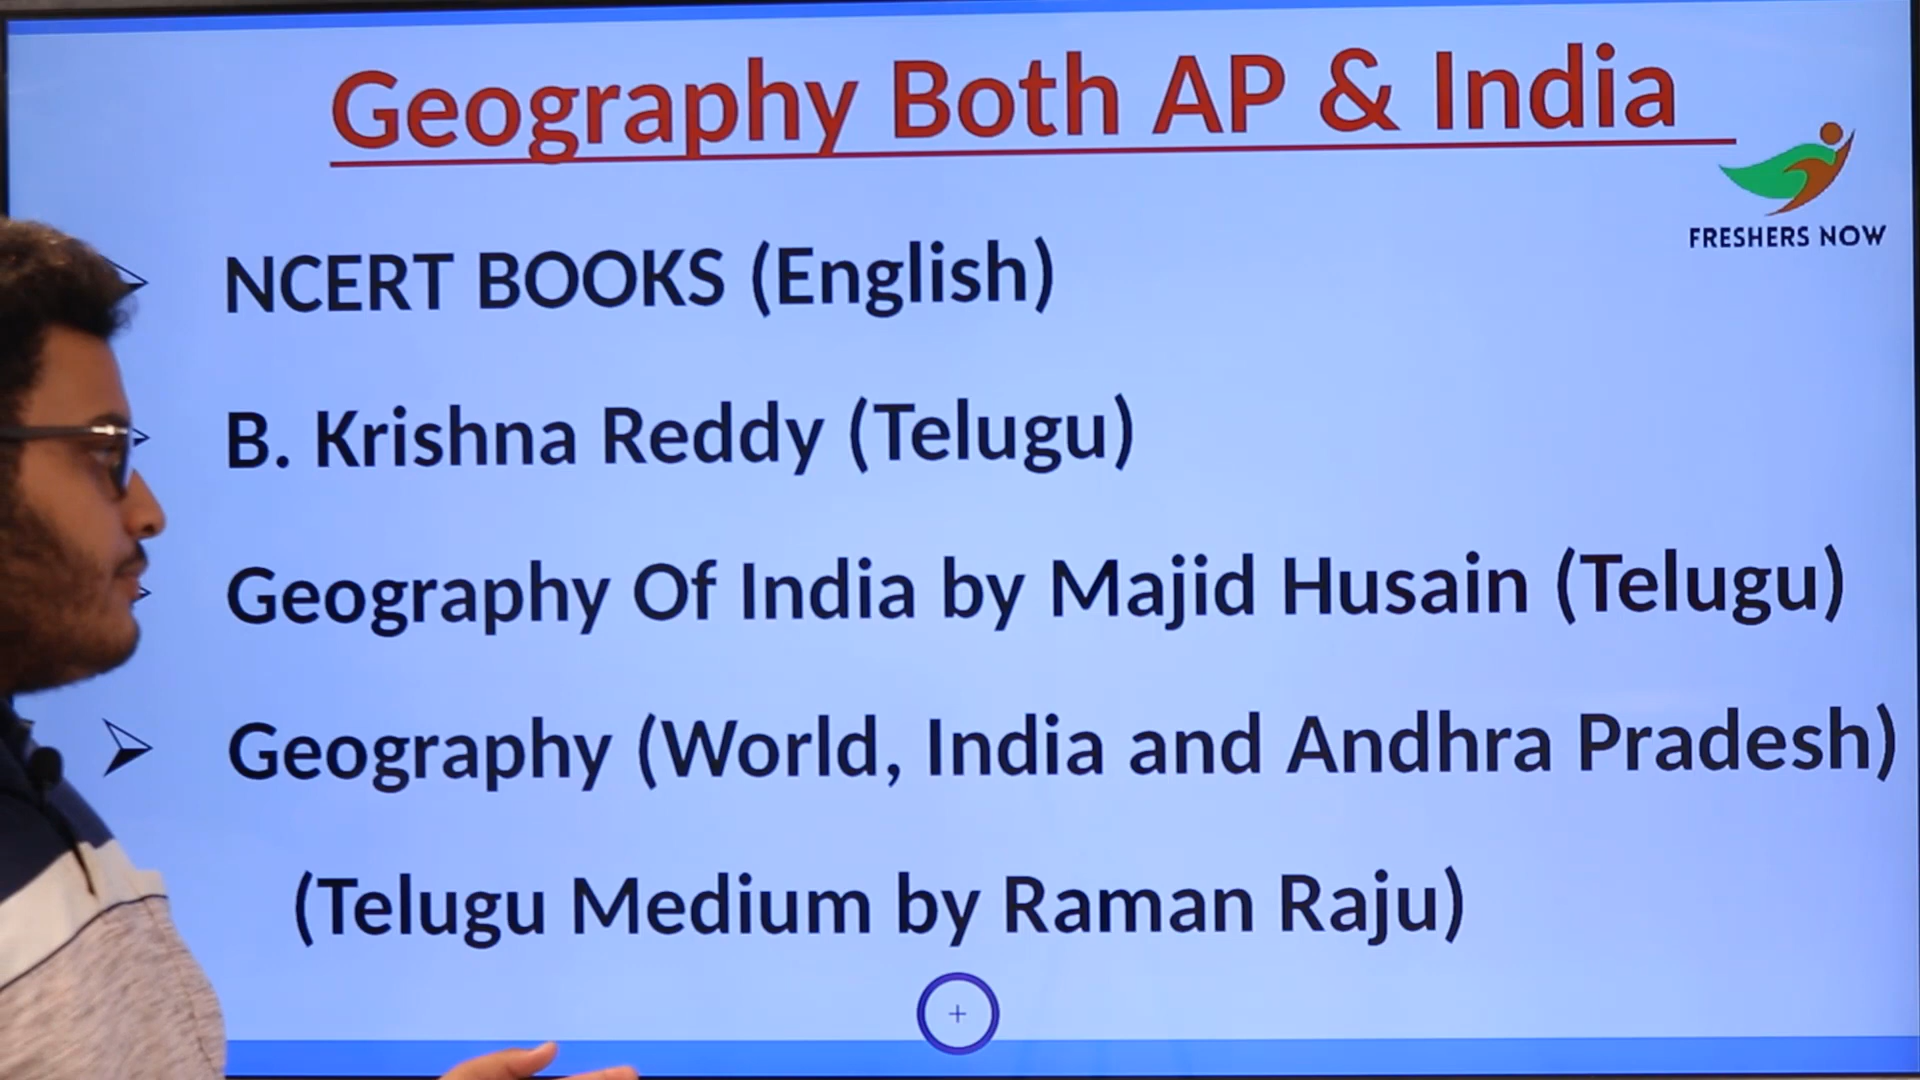 Geography Both AP & India
FRESHERS NOW
NCERT BOOKS (English)
B. Krishna Reddy (Telugu)
Geography Of India by Majid Husain (Telugu)
Geography (World, India and Andhra Pradesh)
(Telugu Medium by Raman Raju)